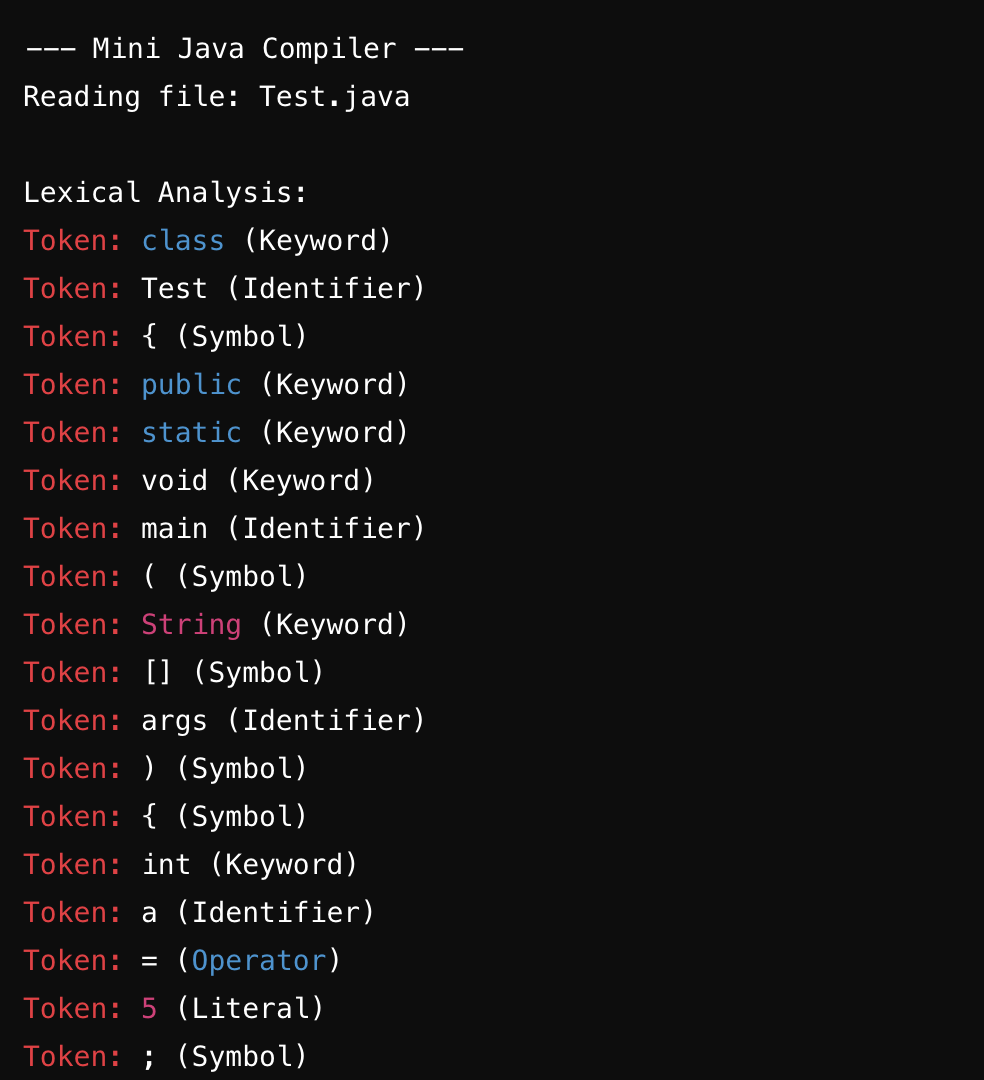 --- Mini Java Compiler ---
Reading file: Test.java
Lexical Analysis:
Token: class (Keyword)
Token: Test (Identifier)
Token: { (Symbol)
Token: public (Keyword)
Token: static (Keyword)
Token: void (Keyword)
Token: main (Identifier)
Token: ( (Symbol)
Token: String (Keyword)
Token: [] (Symbol)
Token: args (Identifier)
Token: ) (Symbol)
Token: { (Symbol)
Token: int (Keyword)
Token: a (Identifier)
Token: = (Operator)
Token: 5 (Literal)
Token: ; (Symbol)